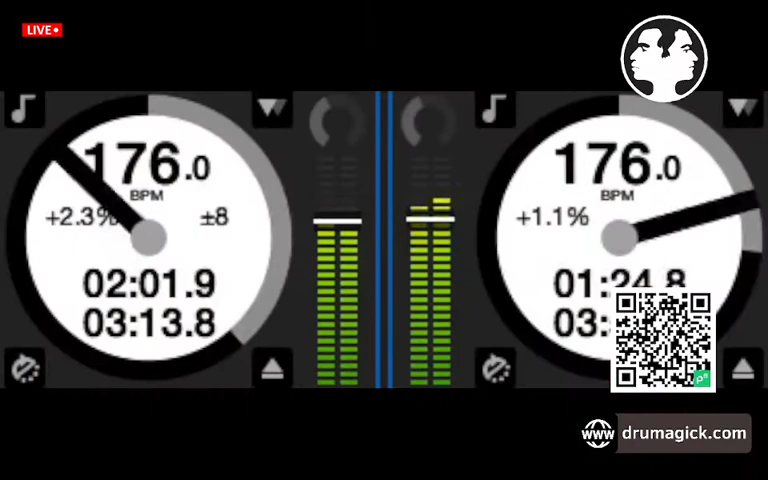 LIVE
176.0
BPM
+2.3%
±8
02:01.9
03:13.8
176.0
BPM
+1.1%
01:24.8
03:
drumagick.com